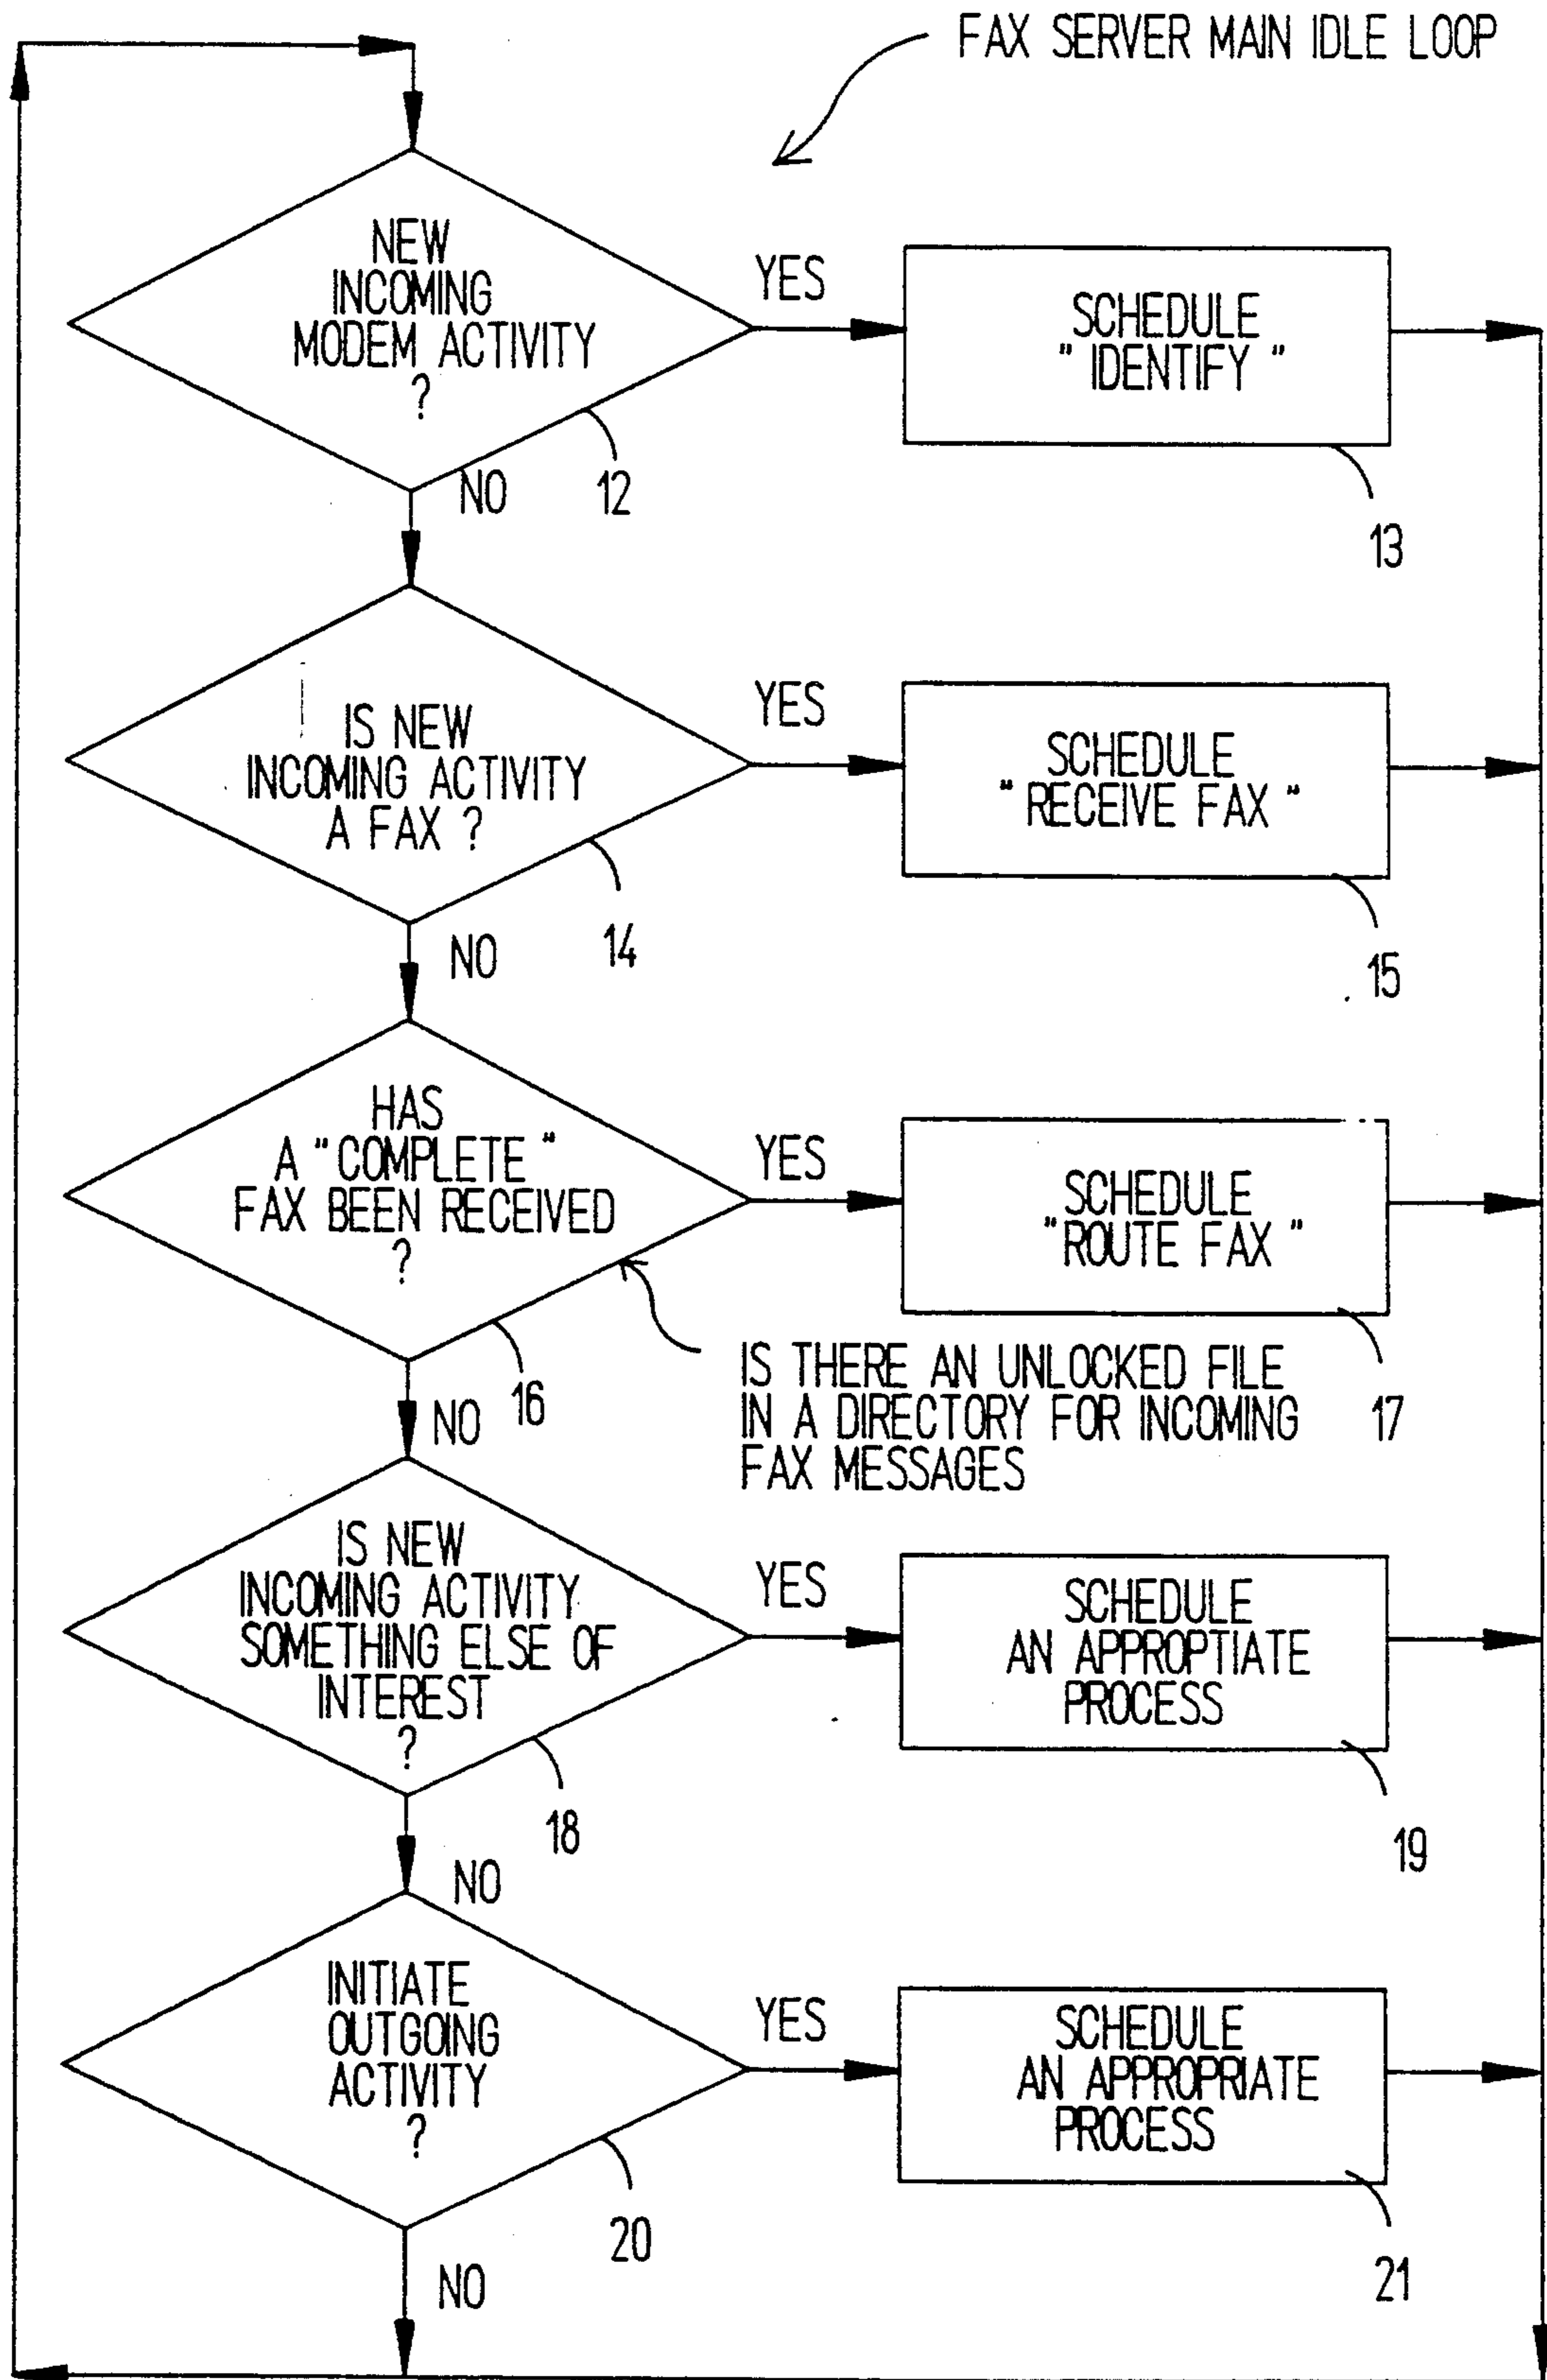 FAX SERVER MAIN IDLE LOOP
NEW
INCOMING
MODEM ACTIVITY
?
YES
SCHEDULE
" IDENTIFY "
NO
12
13
IS NEW
INCOMING ACTIVITY
A FAX ?
YES
SCHEDULE
" RECEIVE FAX "
NO
14
15
HAS
A " COMPLETE "
FAX BEEN RECEIVED
?
YES
SCHEDULE
"ROUTE FAX "
NO
16
IS THERE AN UNLOCKED FILE
IN A DIRECTORY FOR INCOMING
FAX MESSAGES
17
IS NEW
INCOMING ACTIVITY
SOMETHING ELSE OF
INTEREST
?
YES
SCHEDULE
AN APPROPTIATE
PROCESS
NO
18
19
INITIATE
OUTGOING
ACTIVITY
?
YES
SCHEDULE
AN APPROPRIATE
PROCESS
NO
20
21